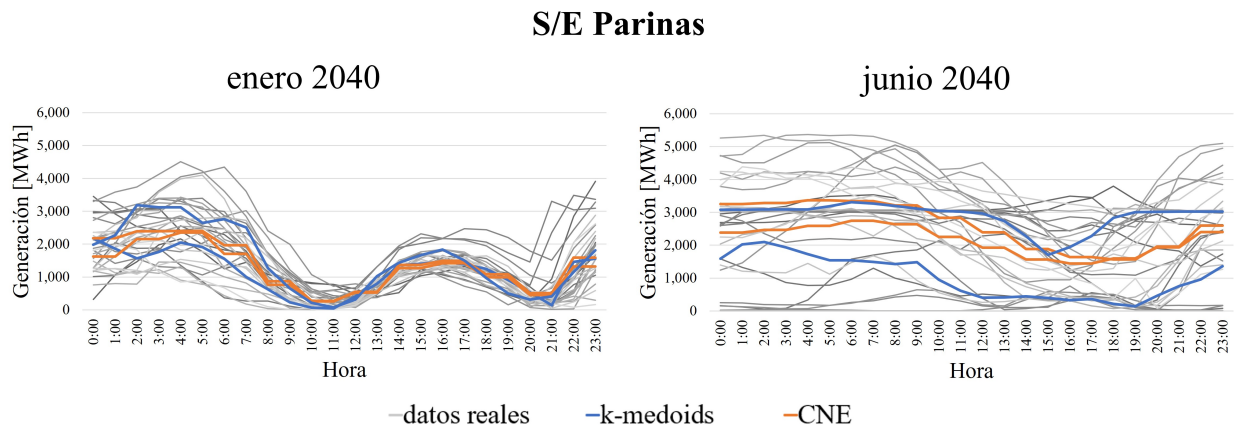 S/E Parinas
enero 2040
Generación [MWh]
6,000
5,000
4,000
3,000
2,000
1,000
0
0:00 1:00 2:00 3:00 4:00 5:00 6:00 7:00 8:00 9:00 10:00 11:00 12:00 13:00 14:00 15:00 16:00 17:00 18:00 19:00 20:00 21:00 22:00 23:00
Hora
junio 2040
Generación [MWh]
6,000
5,000
4,000
3,000
2,000
1,000
0
0:00 1:00 2:00 3:00 4:00 5:00 6:00 7:00 8:00 9:00 10:00 11:00 12:00 13:00 14:00 15:00 16:00 17:00 18:00 19:00 20:00 21:00 22:00 23:00
Hora
datos reales k-medoids CNE